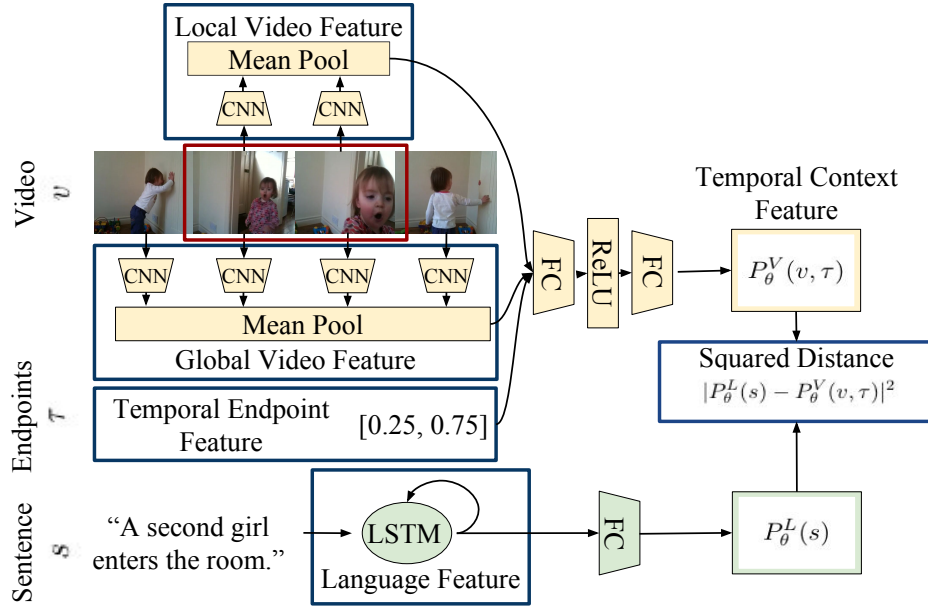 Local Video Feature
Mean Pool
CNN
CNN
Video
v
CNN
CNN
CNN
CNN
Mean Pool
Global Video Feature
Endpoints
τ
Temporal Endpoint
Feature
[0.25, 0.75]
FC
ReLU
FC
Temporal Context
Feature
P_θ^V(v, τ)
Squared Distance
|P_θ^L(s) − P_θ^V(v, τ)|²
Sentence
s
“A second girl
enters the room.”
LSTM
Language Feature
FC
P_θ^L(s)